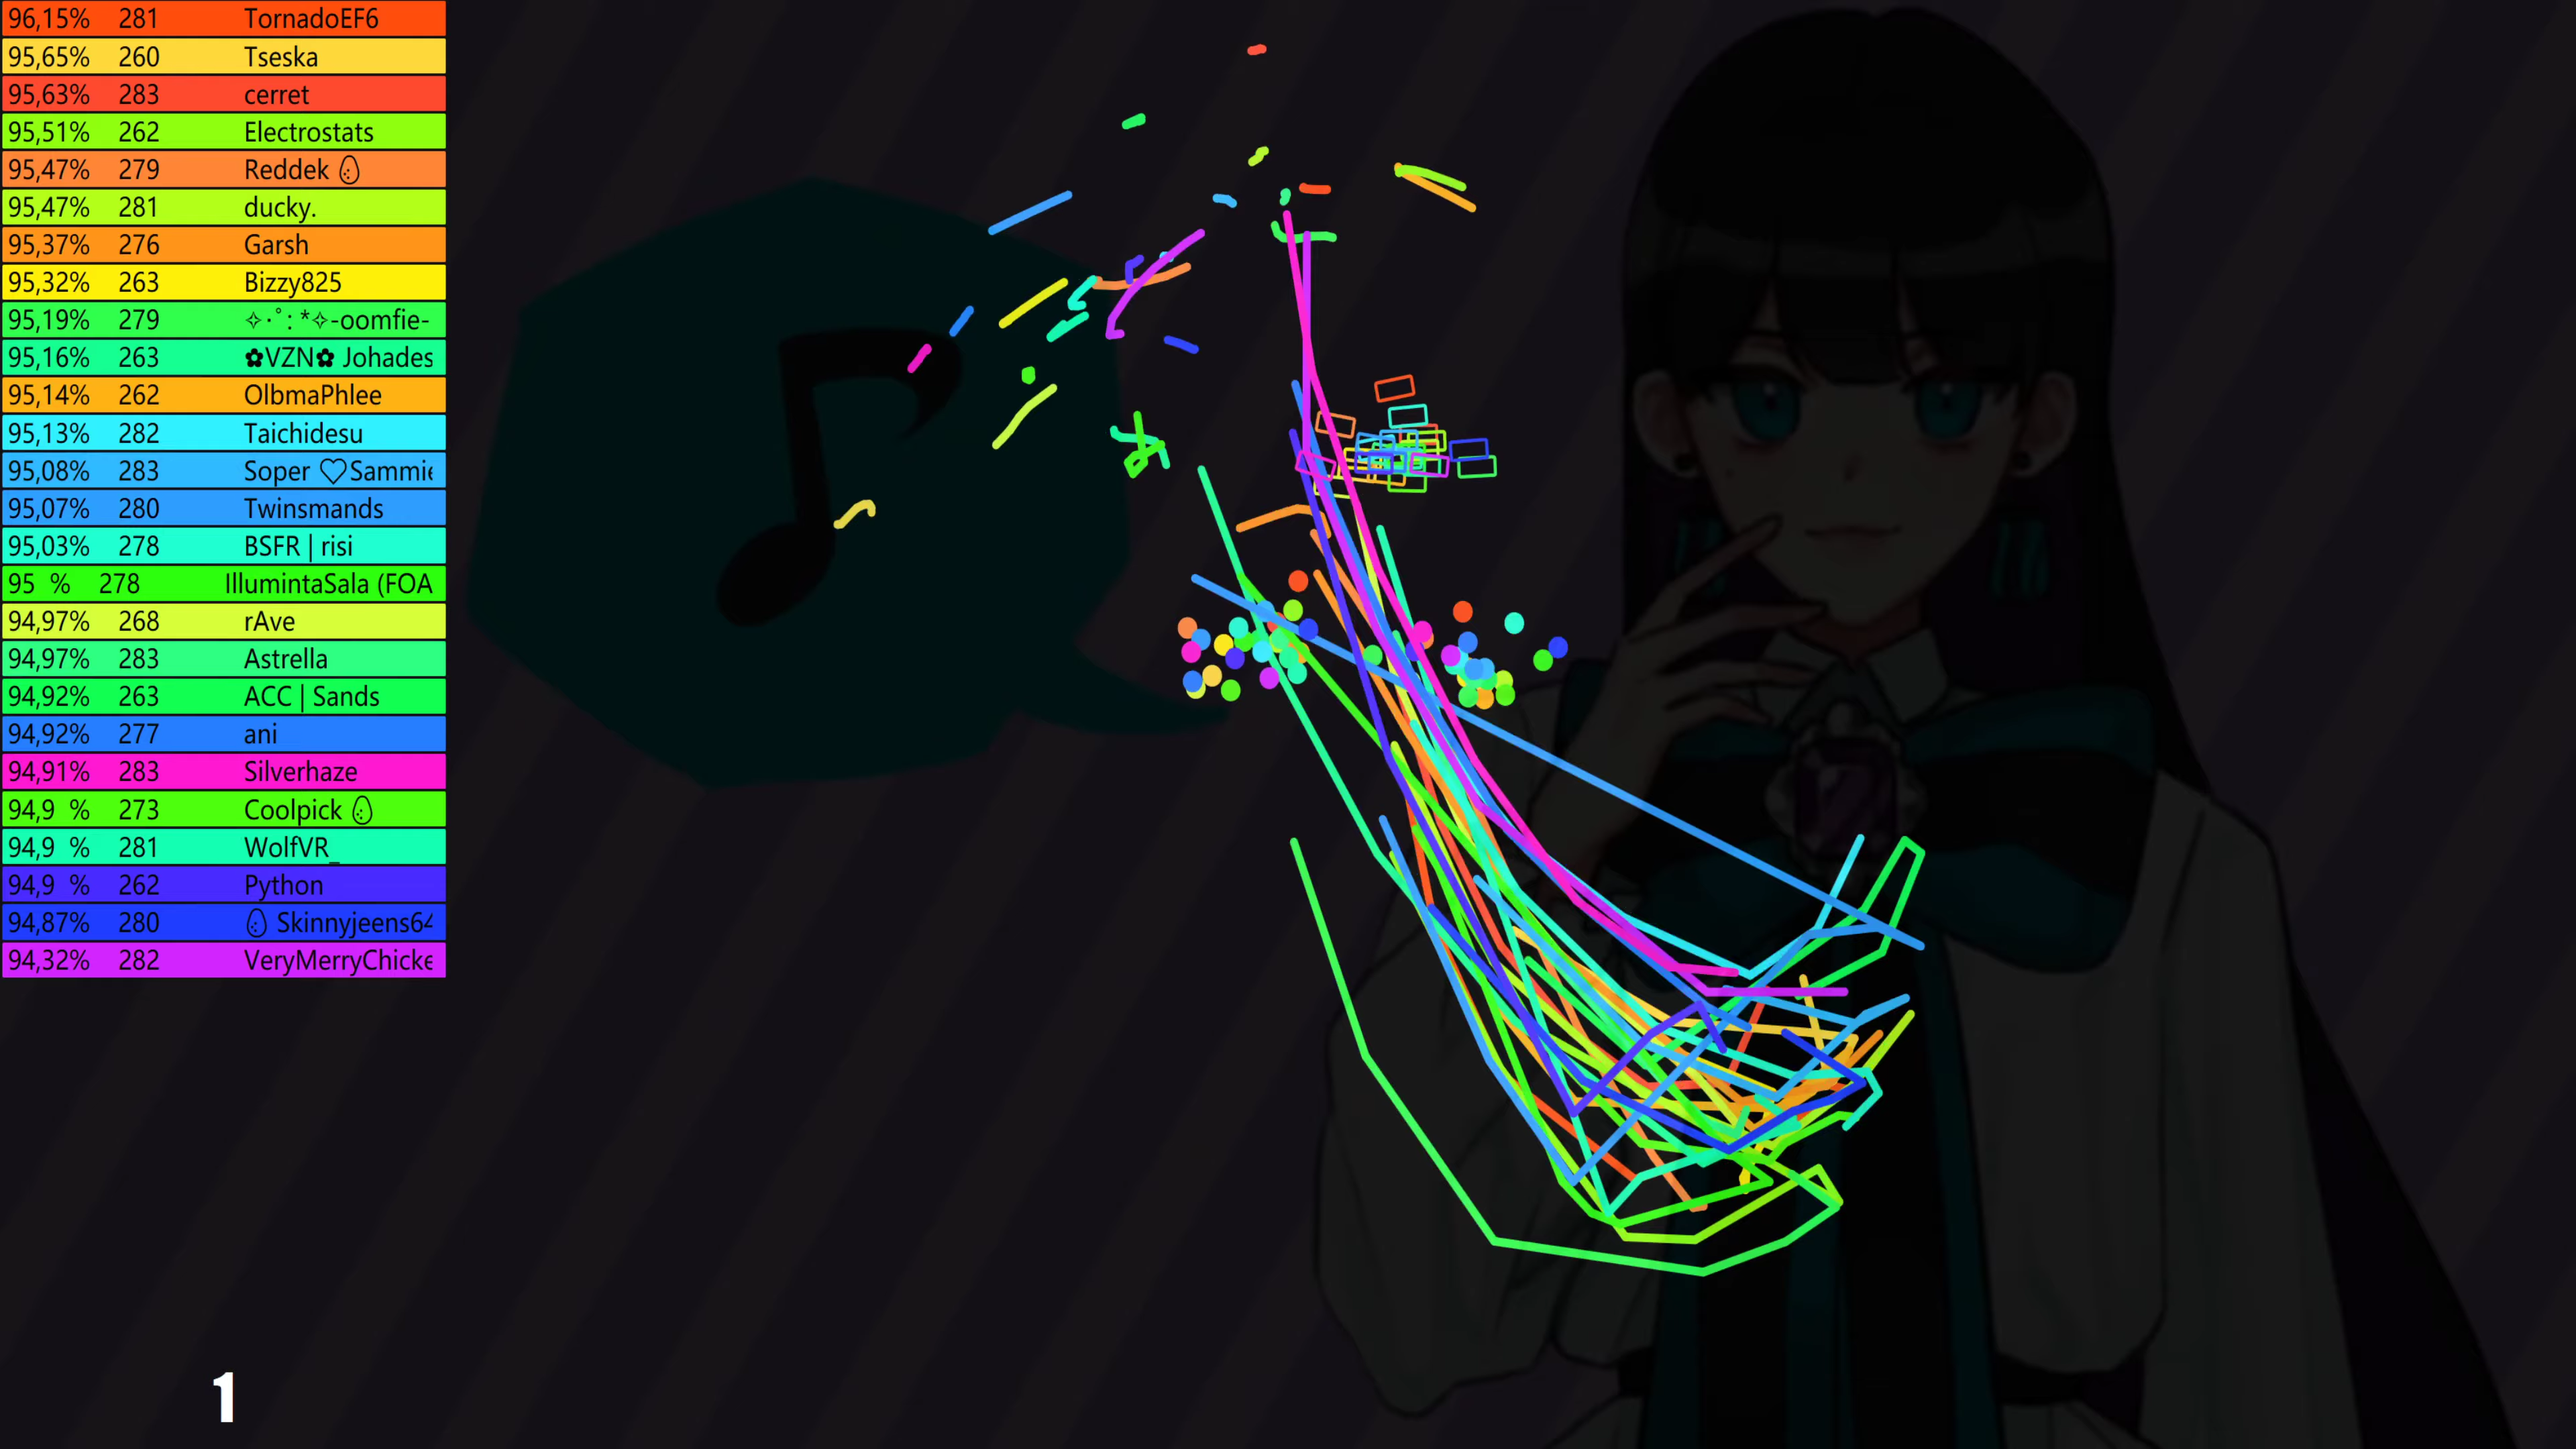 96,15% 281 TornadoEF6
95,65% 260 Tseska
95,63% 283 cerret
95,51% 262 Electrostats
95,47% 279 Reddek 🥚
95,47% 281 ducky.
95,37% 276 Garsh
95,32% 263 Bizzy825
95,19% 279 ✧･ﾟ: *✧-oomfie-
95,16% 263 ✿VZN✿ Johades
95,14% 262 OlbmaPhlee
95,13% 282 Taichidesu
95,08% 283 Soper ♡Sammie
95,07% 280 Twinsmands
95,03% 278 BSFR | risi
95 % 278 IllumintaSala (FOA
94,97% 268 rAve
94,97% 283 Astrella
94,92% 263 ACC | Sands
94,92% 277 ani
94,91% 283 Silverhaze
94,9 % 273 Coolpick 🥚
94,9 % 281 WolfVR_
94,9 % 262 Python
94,87% 280 🥚 Skinnyjeens64
94,32% 282 VeryMerryChicke
1